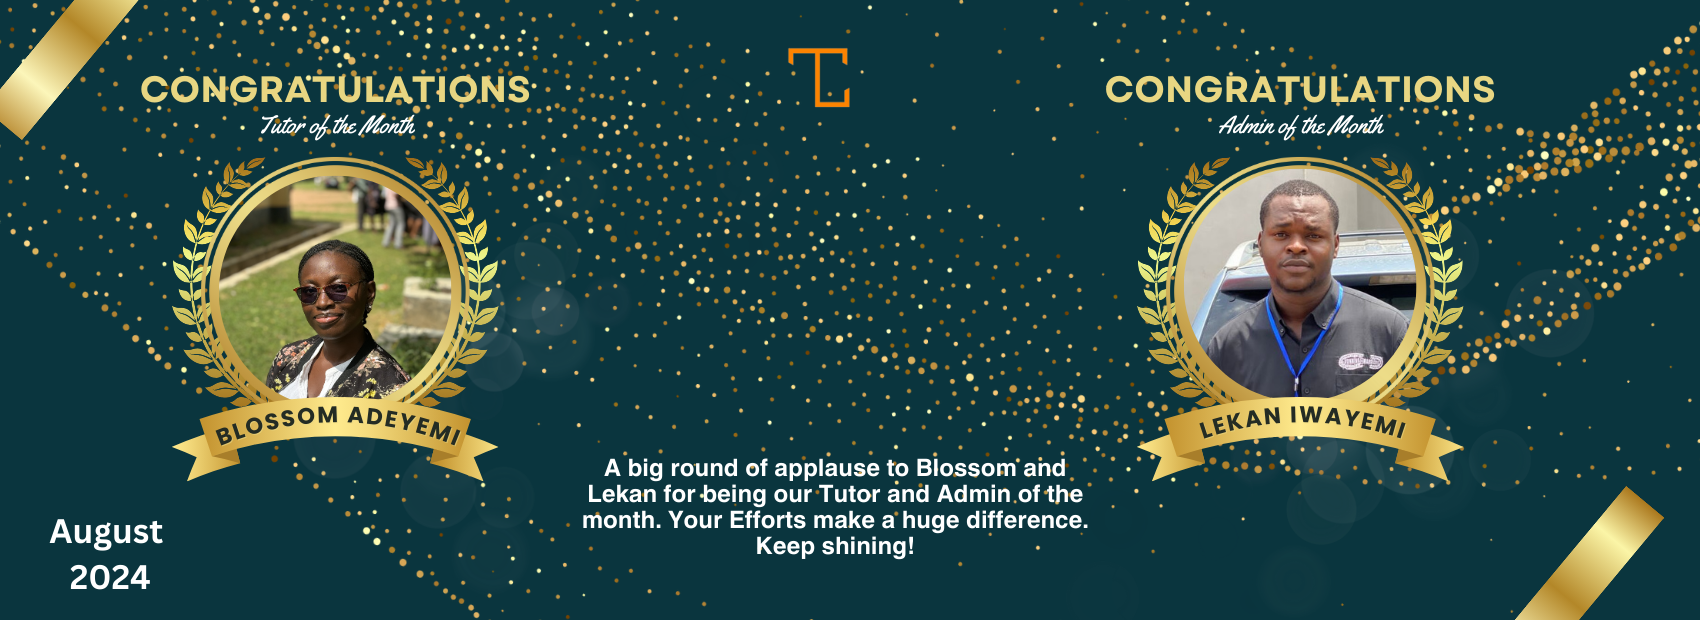 CONGRATULATIONS
Tutor of the Month
BLOSSOM ADEYEMI
CONGRATULATIONS
Admin of the Month
LEKAN IWAYEMI
A big round of applause to Blossom and
Lekan for being our Tutor and Admin of the
month. Your Efforts make a huge difference.
Keep shining!
August
2024